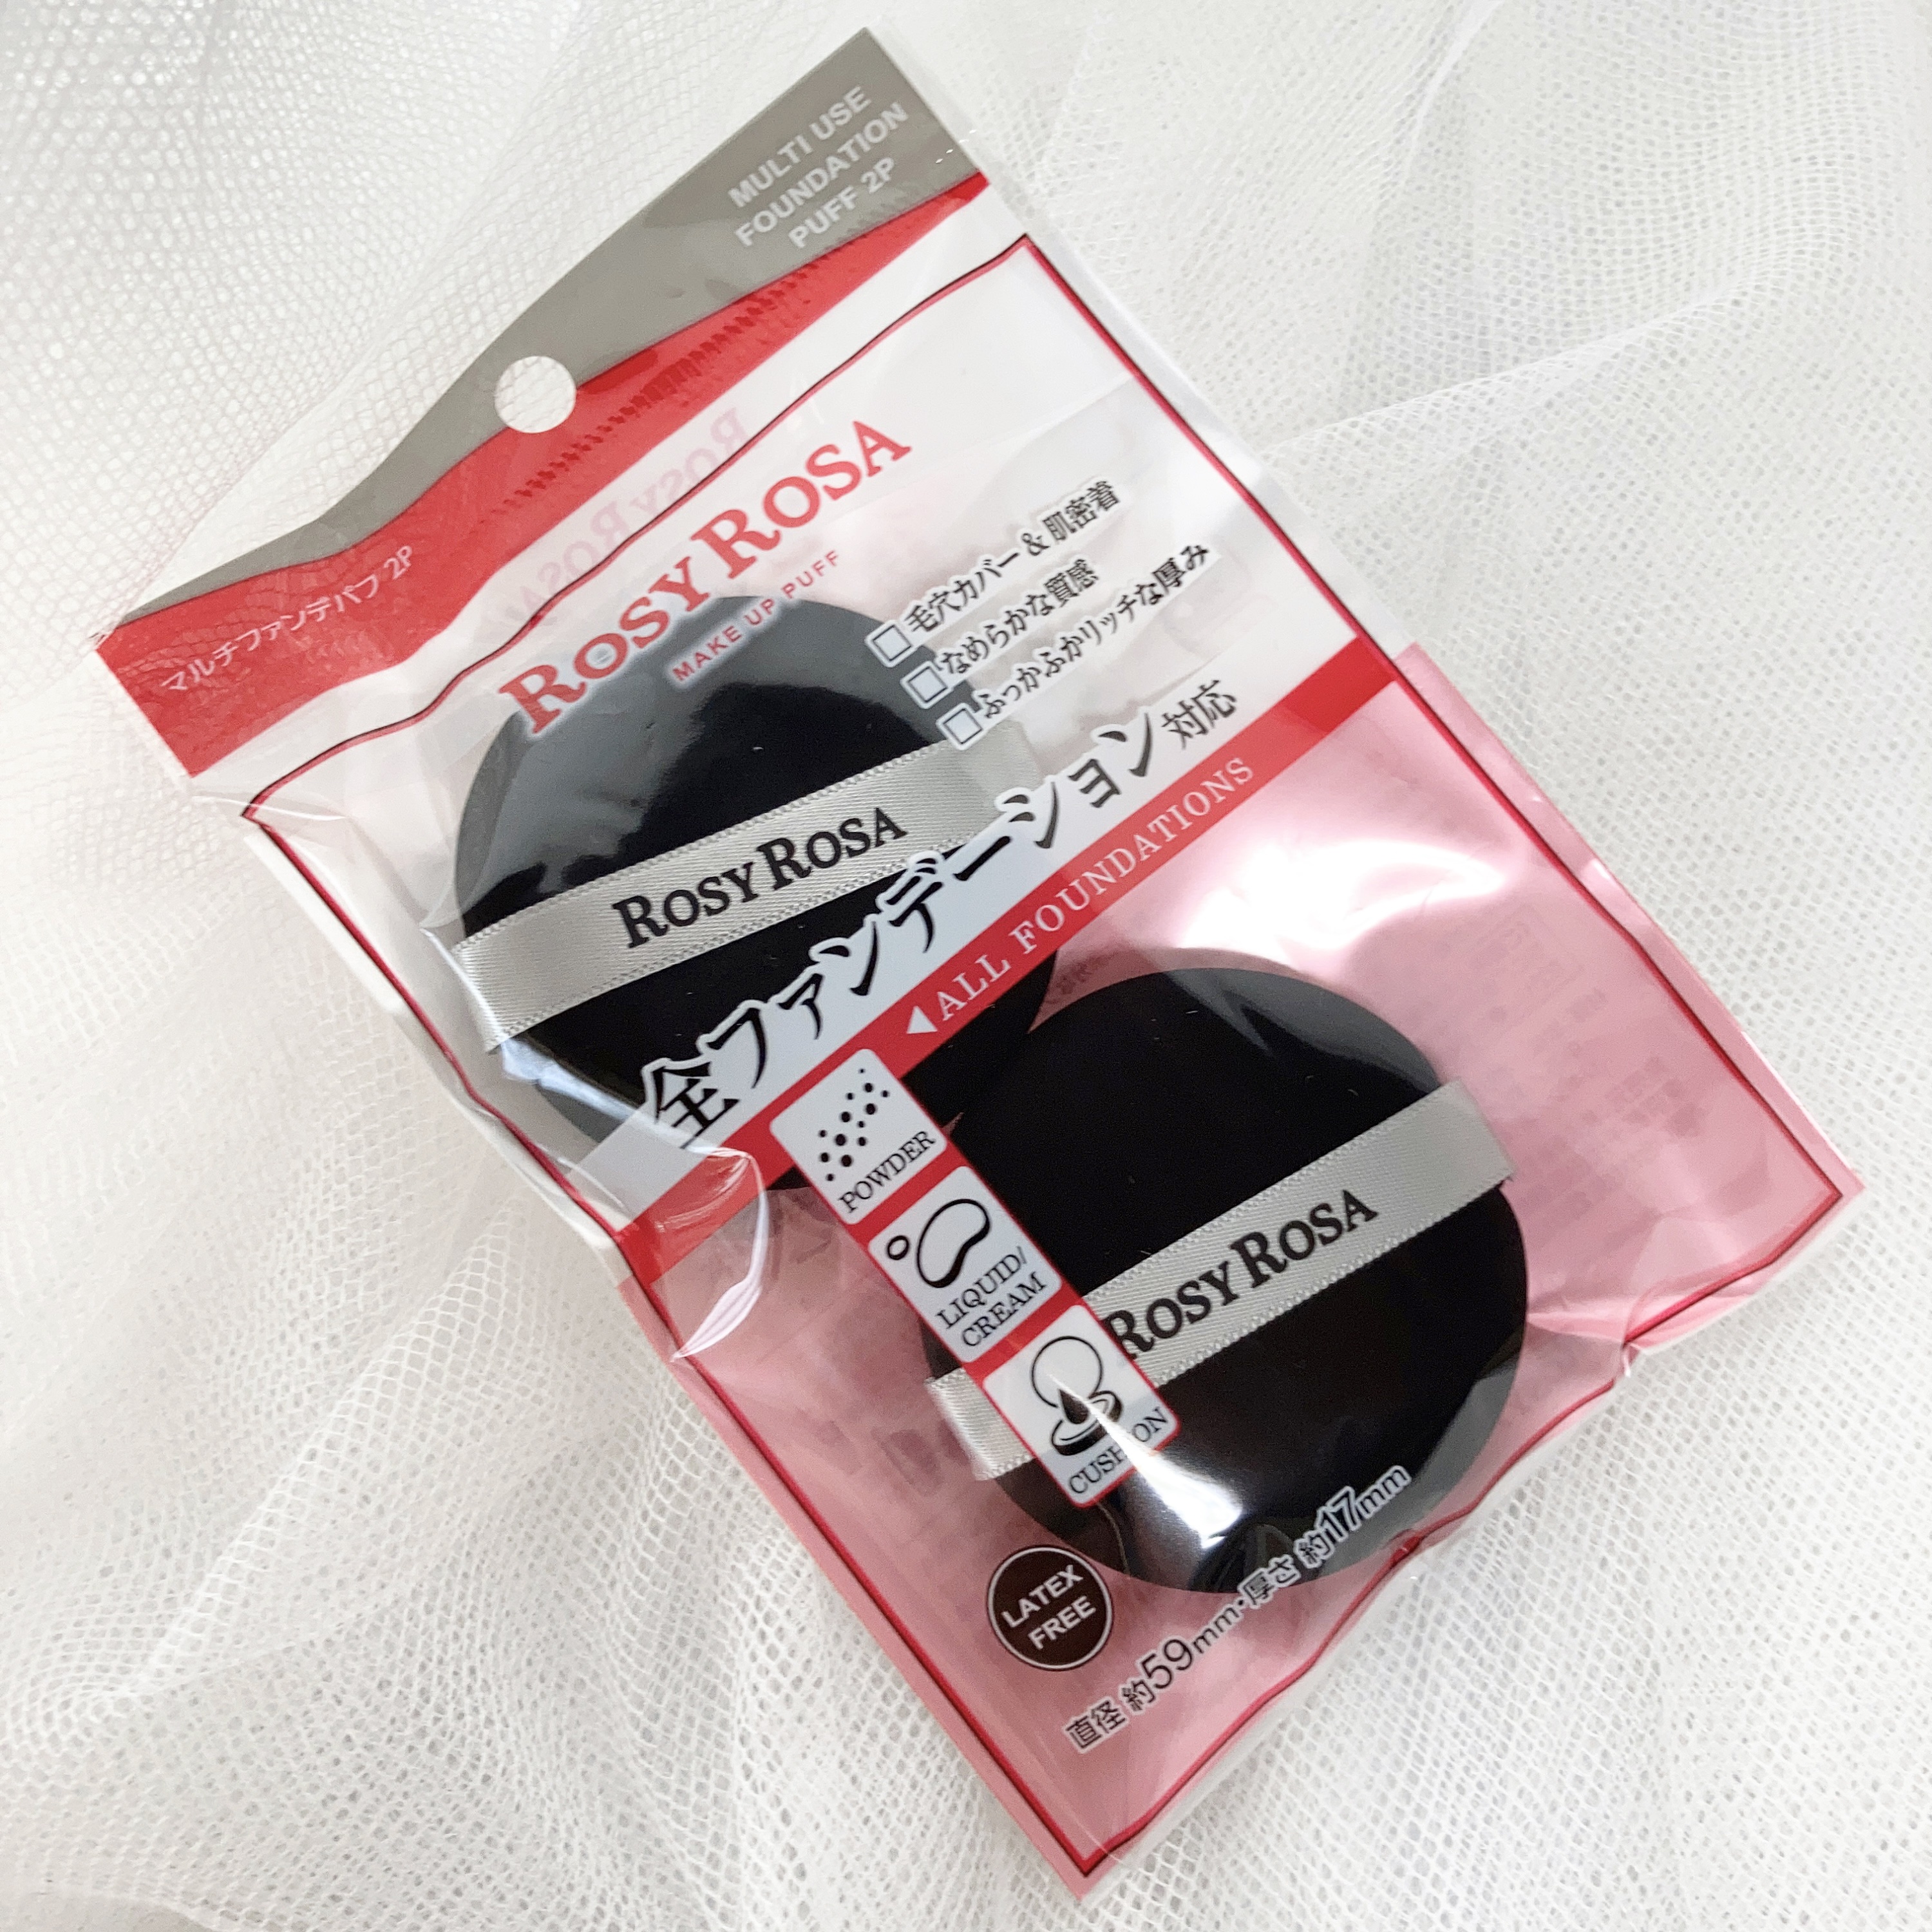 MULTI USE
FOUNDATION
PUFF 2P
マルチファンデパフ 2P
ROSY ROSA
MAKE UP PUFF
毛穴カバー & 肌密着
なめらかな質感
ふっかふかリッチな厚み
ROSY ROSA
全ファンデーション対応
◀ALL FOUNDATIONS
POWDER
LIQUID/
CREAM
CUSHION
ROSY ROSA
LATEX
FREE
直径 約59mm・厚さ 約17mm